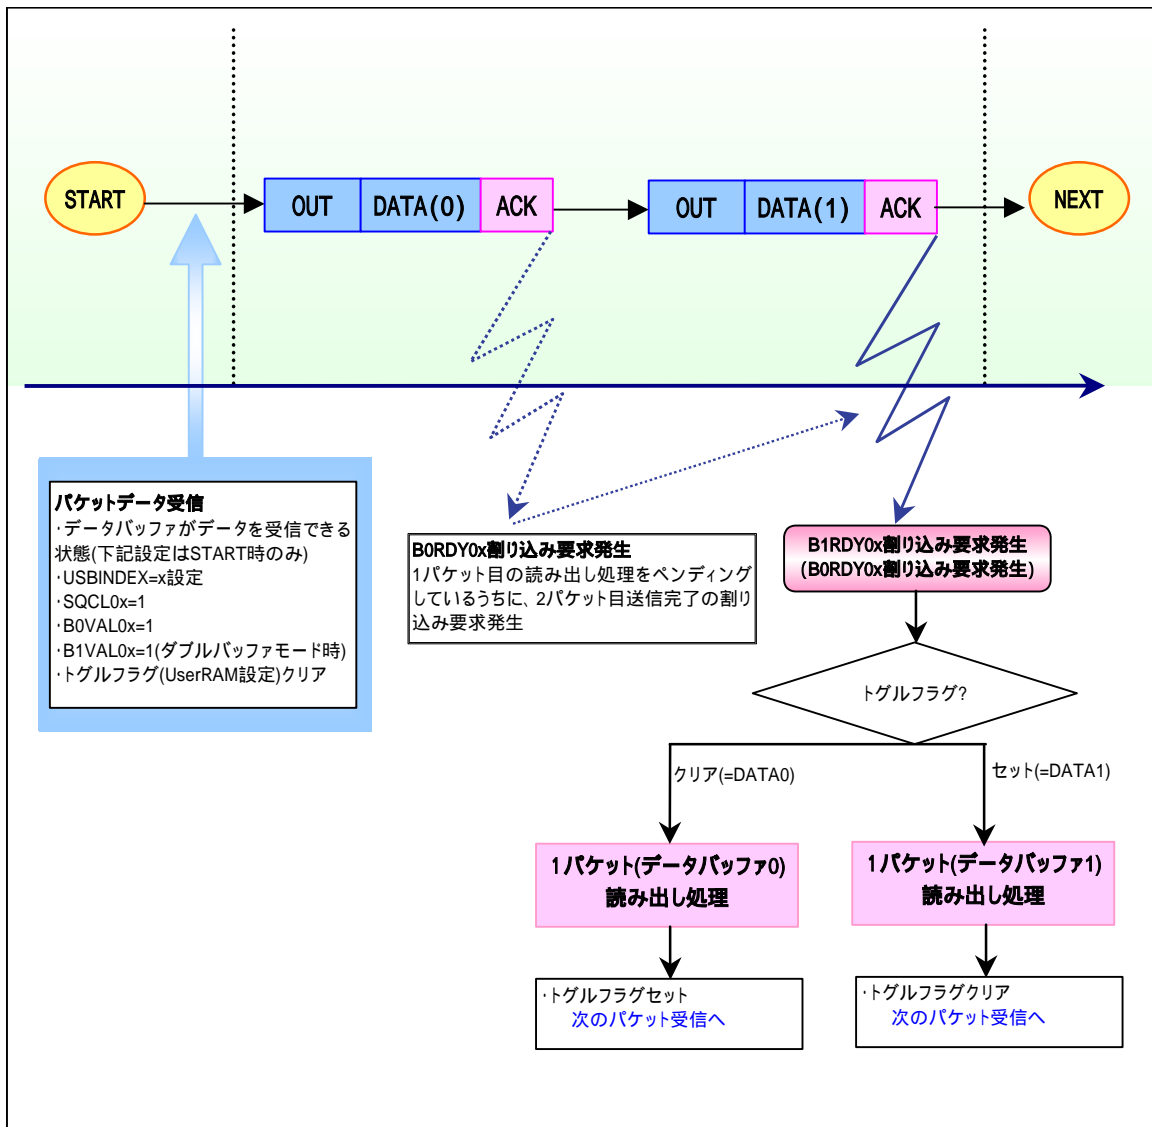 START
OUT
DATA(0)
ACK
OUT
DATA(1)
ACK
NEXT
パケットデータ受信
・データバッファがデータを受信できる
状態(下記設定はSTART時のみ)
・USBINDEX=x設定
・SQCL0x=1
・B0VAL0x=1
・B1VAL0x=1(ダブルバッファモード時)
・トグルフラグ(UserRAM設定)クリア
B0RDY0x割り込み要求発生
1パケット目の読み出し処理をペンディング
しているうちに、2パケット目送信完了の割り
込み要求発生
B1RDY0x割り込み要求発生
(B0RDY0x割り込み要求発生)
トグルフラグ?
クリア(=DATA0)
セット(=DATA1)
1パケット(データバッファ0)
読み出し処理
1パケット(データバッファ1)
読み出し処理
・トグルフラグセット
次のパケット受信へ
・トグルフラグクリア
次のパケット受信へ